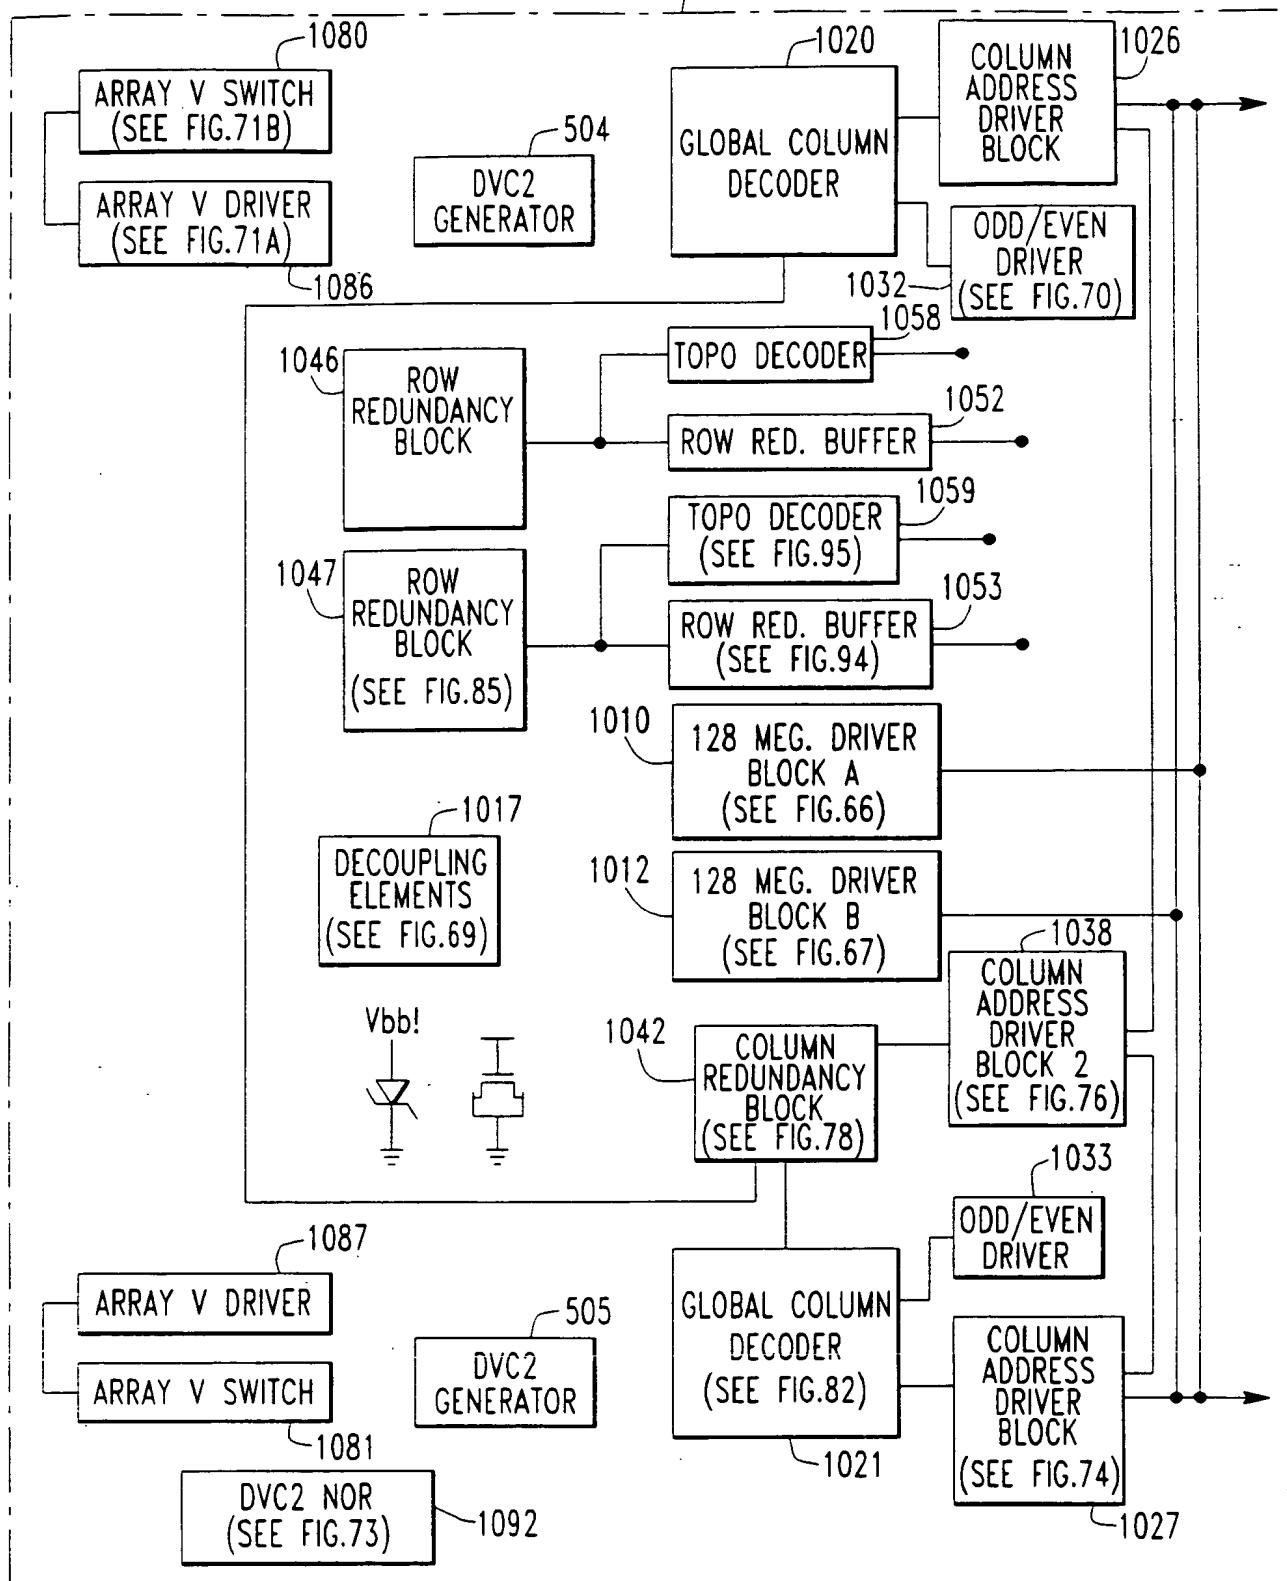 1080
ARRAY V SWITCH
(SEE FIG.71B)
ARRAY V DRIVER
(SEE FIG.71A)
1086
504
DVC2
GENERATOR
1020
GLOBAL COLUMN
DECODER
1026
COLUMN
ADDRESS
DRIVER
BLOCK
ODD/EVEN
DRIVER
(SEE FIG.70)
1032
1046
ROW
REDUNDANCY
BLOCK
1058
TOPO DECODER
1052
ROW RED. BUFFER
1059
TOPO DECODER
(SEE FIG.95)
1047
ROW
REDUNDANCY
BLOCK
(SEE FIG.85)
1053
ROW RED. BUFFER
(SEE FIG.94)
1010
128 MEG. DRIVER
BLOCK A
(SEE FIG.66)
1017
DECOUPLING
ELEMENTS
(SEE FIG.69)
1012
128 MEG. DRIVER
BLOCK B
(SEE FIG.67)
1038
COLUMN
ADDRESS
DRIVER
BLOCK 2
(SEE FIG.76)
Vbb!
1042
COLUMN
REDUNDANCY
BLOCK
(SEE FIG.78)
1033
ODD/EVEN
DRIVER
1087
ARRAY V DRIVER
ARRAY V SWITCH
1081
505
DVC2
GENERATOR
GLOBAL COLUMN
DECODER
(SEE FIG.82)
1021
COLUMN
ADDRESS
DRIVER
BLOCK
(SEE FIG.74)
1027
DVC2 NOR
(SEE FIG.73)
1092